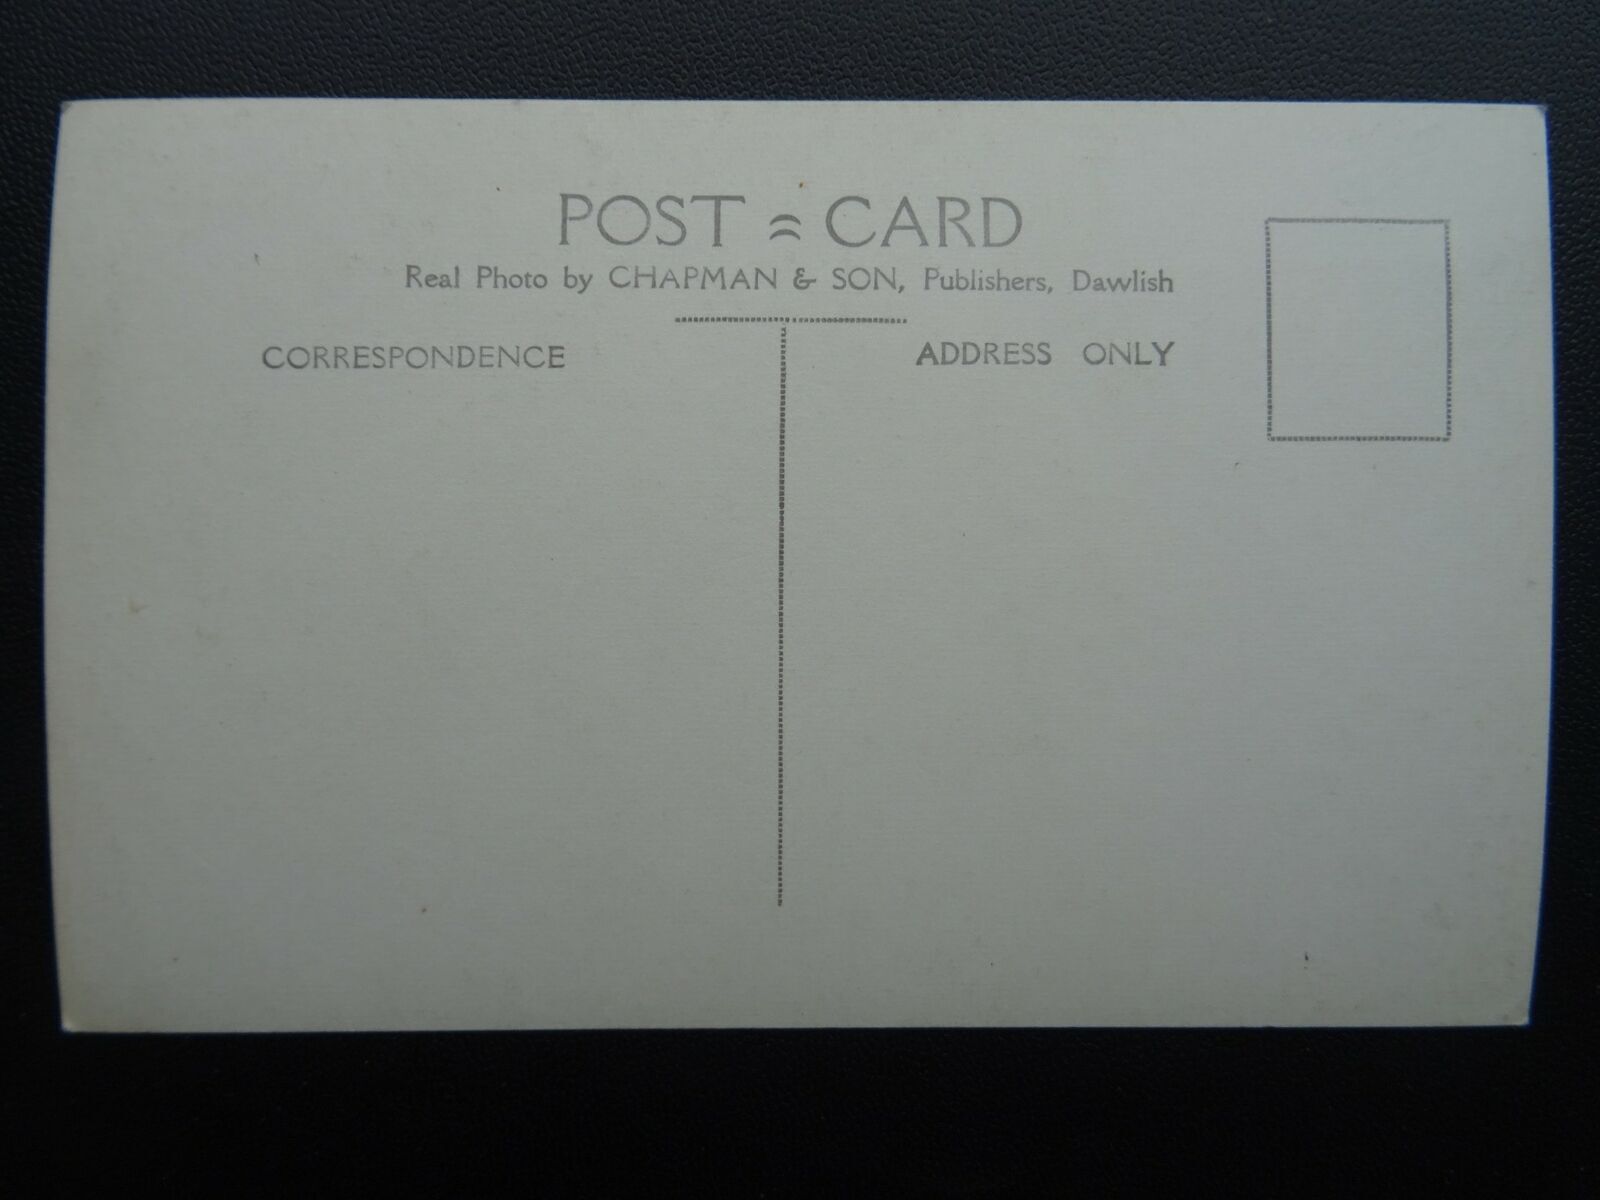 POST = CARD
Real Photo by CHAPMAN & SON, Publishers, Dawlish
CORRESPONDENCE
ADDRESS ONLY